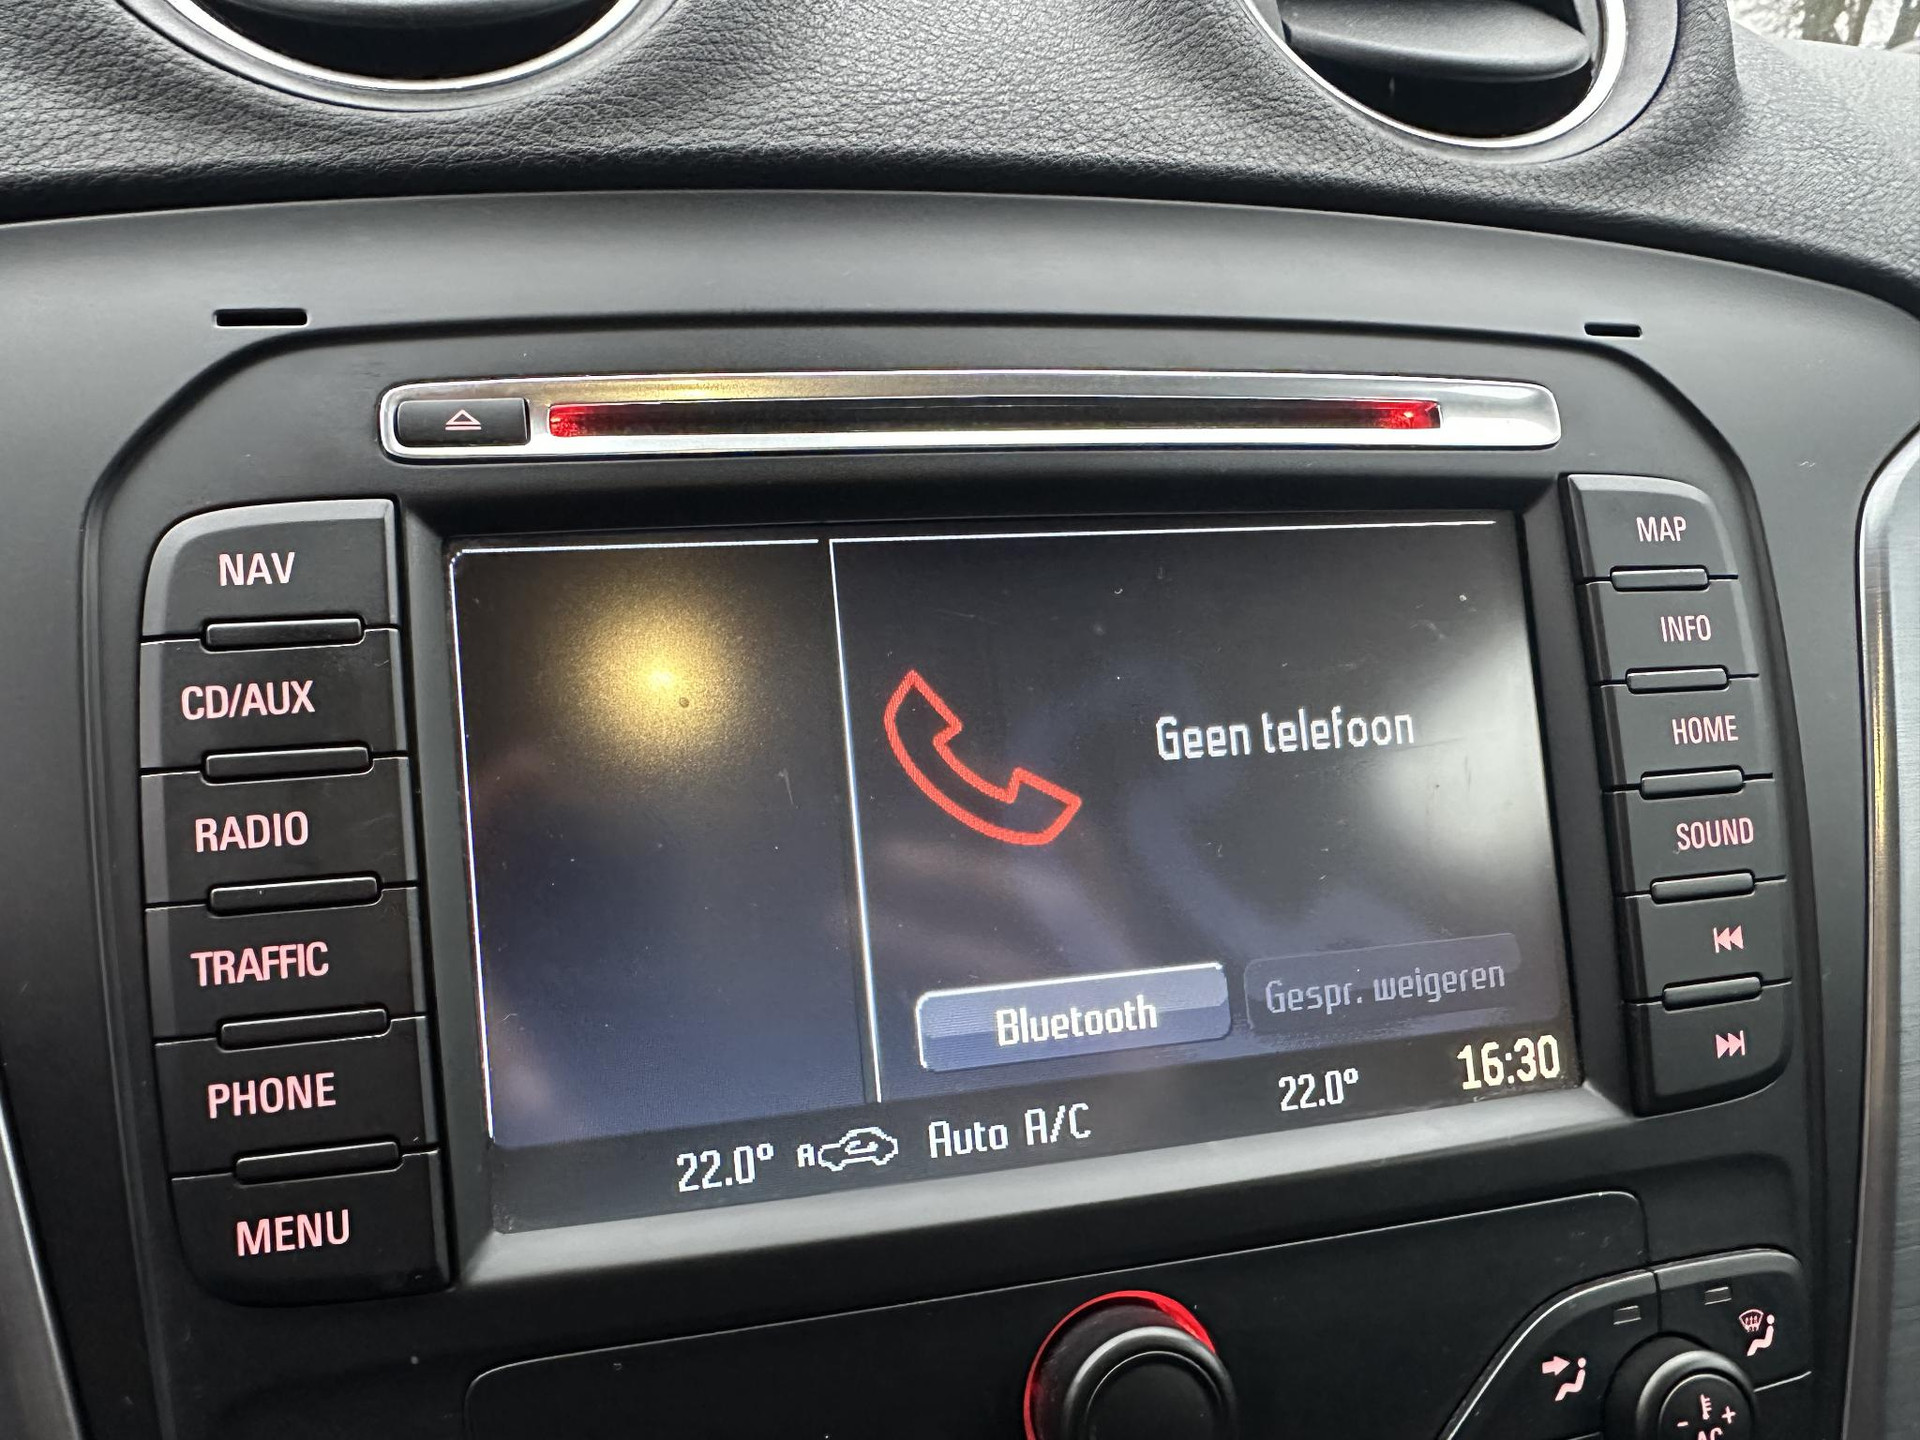 NAV
CD/AUX
RADIO
TRAFFIC
PHONE
MENU
Geen telefoon
Bluetooth
Gespr. weigeren
22.0° A Auto A/C 22.0° 16:30
MAP
INFO
HOME
SOUND
- +
AC